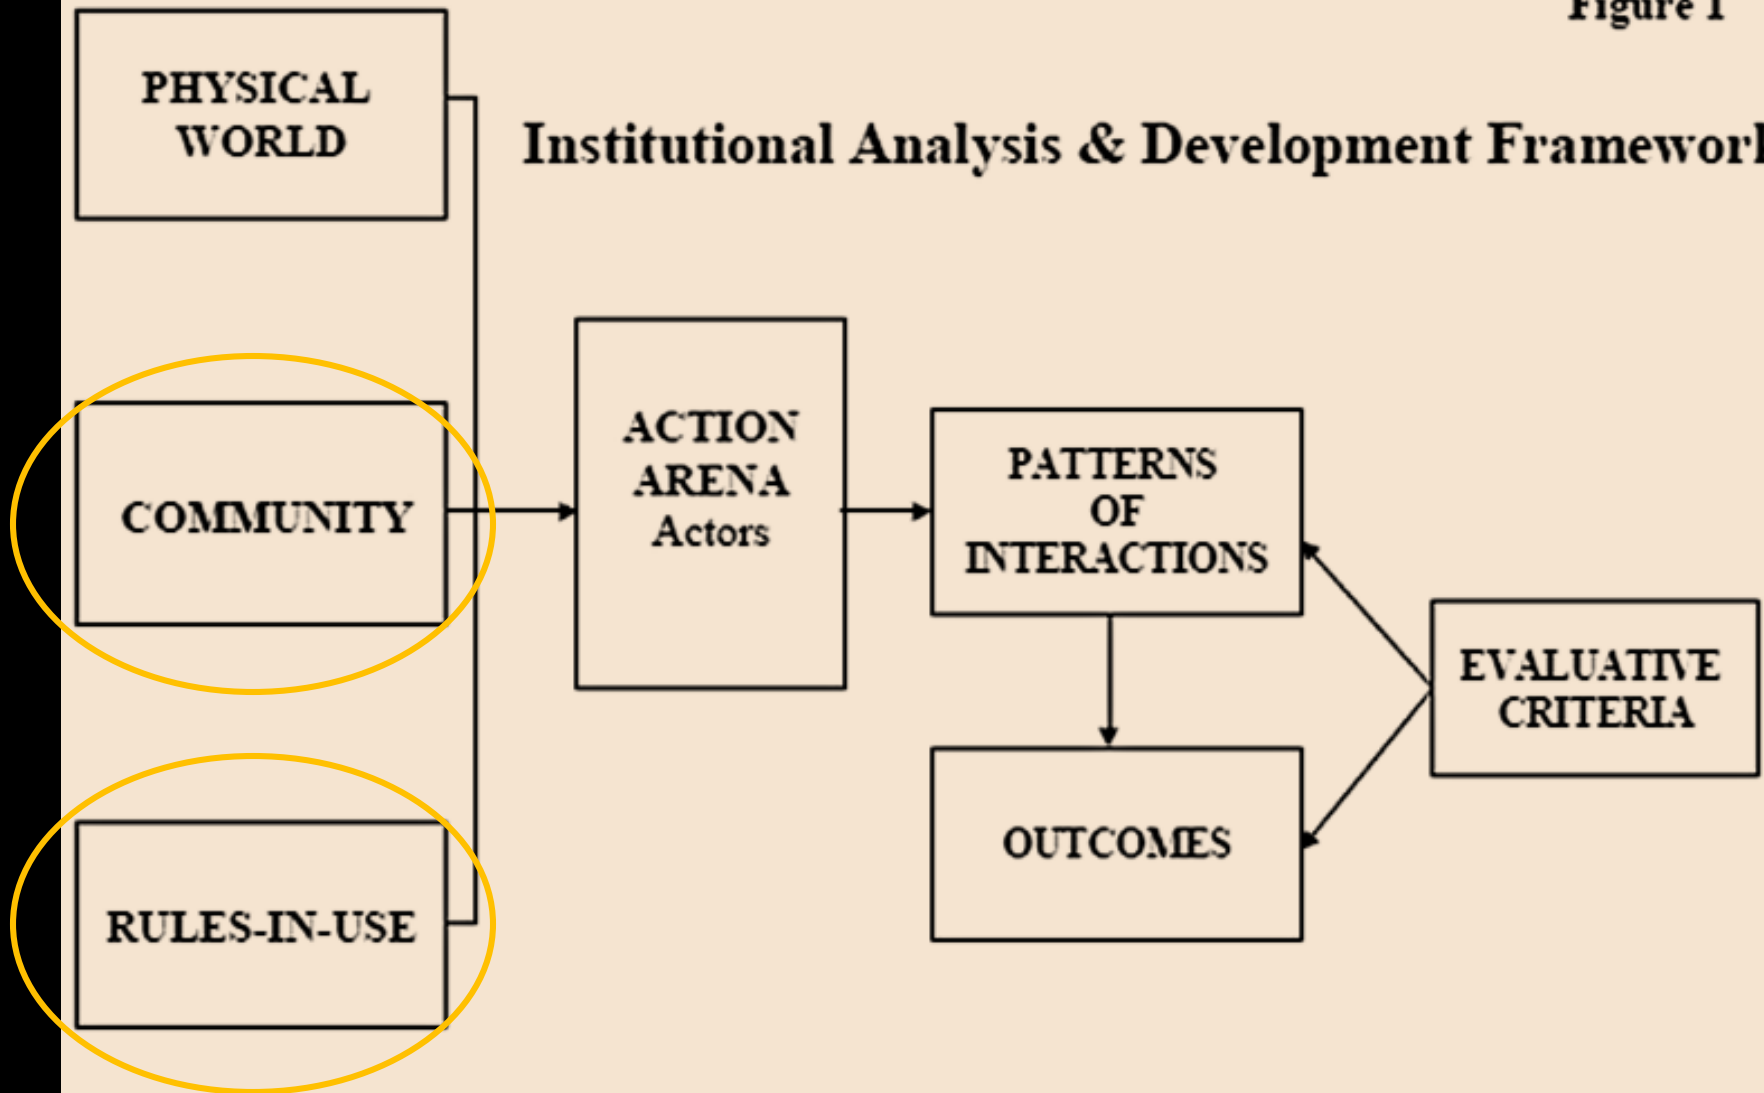 Figure 1
PHYSICAL
WORLD
Institutional Analysis & Development Framework
COMMUNITY
ACTION
ARENA
Actors
PATTERNS
OF
INTERACTIONS
EVALUATIVE
CRITERIA
OUTCOMES
RULES-IN-USE